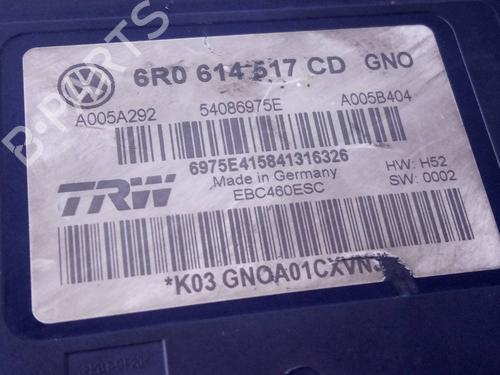 B-PARTS
6R0 614 517 CD GNO
A005A292 54086975E A005B404
6975E415841316326
Made in Germany
EBC460ESC
HW: H52
SW: 0002
TRW
*K03 GNOA01CXVNJ